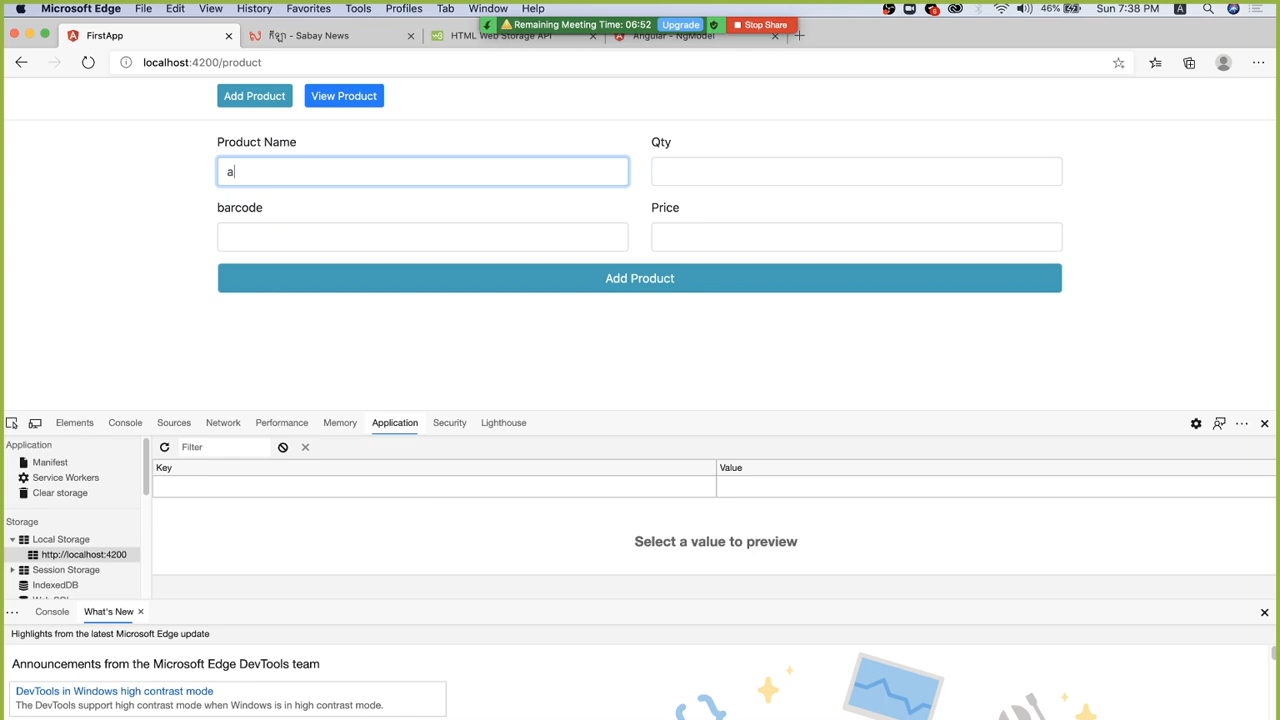 Microsoft Edge File Edit View History Favorites Tools Profiles Tab Window Help
Remaining Meeting Time: 06:52 Upgrade Stop Share
46% Sun 7:38 PM A
FirstApp
កីឡា - Sabay News
HTML Web Storage API
Angular - NgModel
localhost:4200/product
Add Product
View Product
Product Name
Qty
a
barcode
Price
Add Product
Elements Console Sources Network Performance Memory Application Security Lighthouse
Application
Filter
Manifest
Service Workers
Clear storage
Key
Value
Storage
Local Storage
http://localhost:4200
Session Storage
IndexedDB
Select a value to preview
Console
What's New
Highlights from the latest Microsoft Edge update
Announcements from the Microsoft Edge DevTools team
DevTools in Windows high contrast mode
The DevTools support high contrast mode when Windows is in high contrast mode.